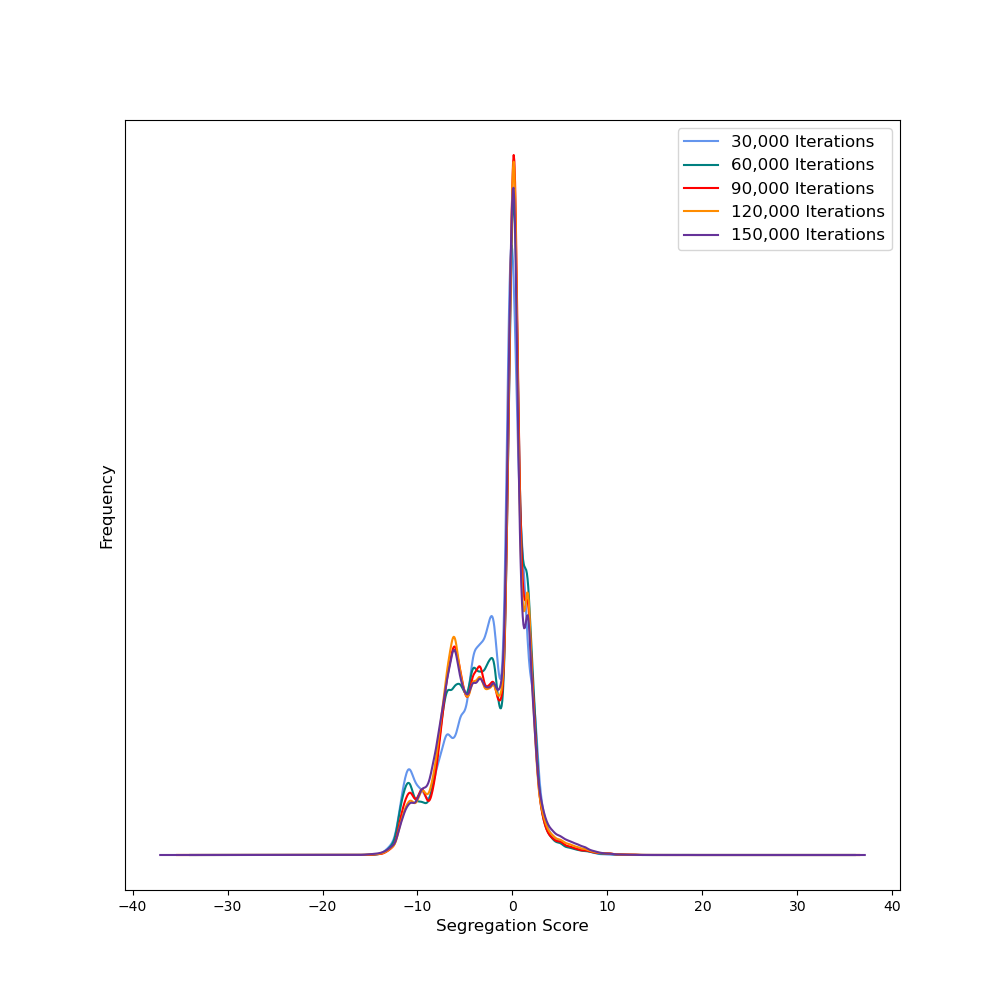 30,000 Iterations
60,000 Iterations
90,000 Iterations
120,000 Iterations
150,000 Iterations
Frequency
−40 −30 −20 −10 0 10 20 30 40
Segregation Score